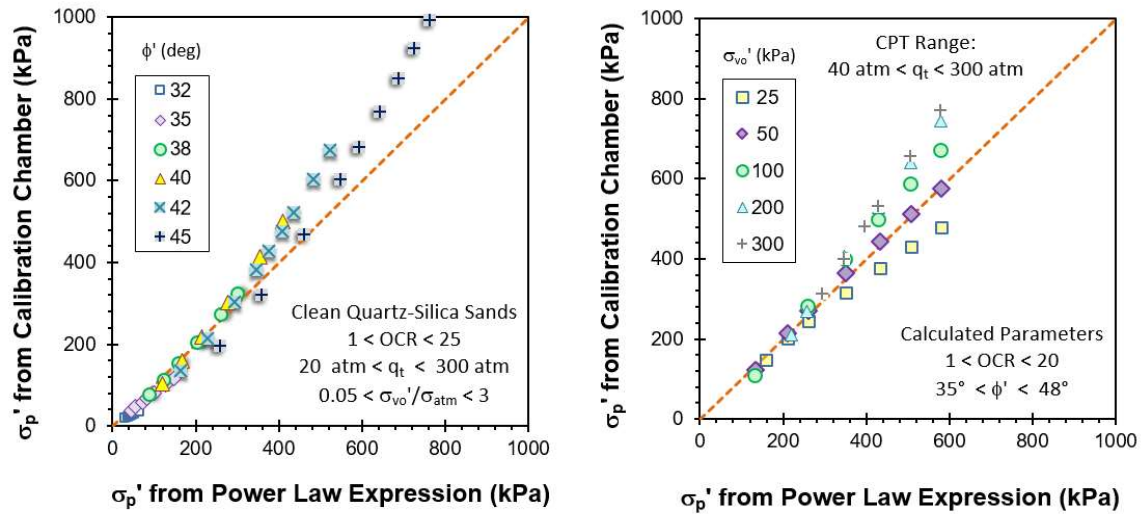 σp' from Calibration Chamber (kPa)
1000
800
600
400
200
0
ϕ' (deg)
32
35
38
40
42
45
Clean Quartz-Silica Sands
1 < OCR < 25
20 atm < qt < 300 atm
0.05 < σvo'/σatm < 3
0 200 400 600 800 1000
σp' from Power Law Expression (kPa)
σp' from Calibration Chamber (kPa)
1000
800
600
400
200
0
σvo' (kPa)
25
50
100
200
300
CPT Range:
40 atm < qt < 300 atm
Calculated Parameters
1 < OCR < 20
35° < ϕ' < 48°
0 200 400 600 800 1000
σp' from Power Law Expression (kPa)